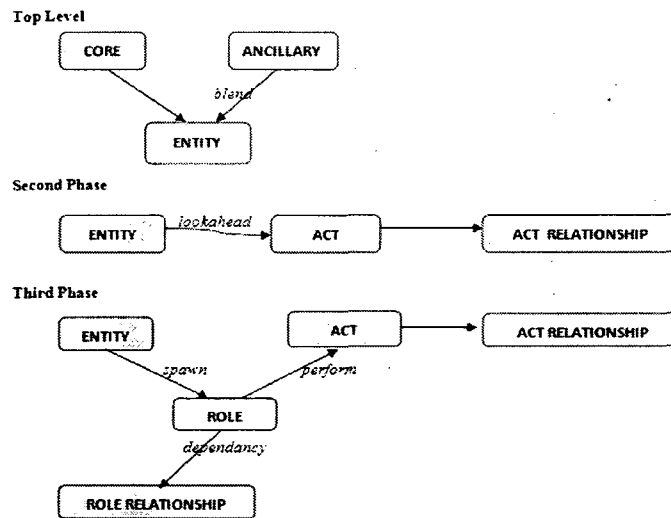 Top Level
CORE
ANCILLARY
blend
ENTITY
Second Phase
ENTITY
lookahead
ACT
ACT RELATIONSHIP
Third Phase
ENTITY
ACT
ACT RELATIONSHIP
spawn
perform
ROLE
dependancy
ROLE RELATIONSHIP